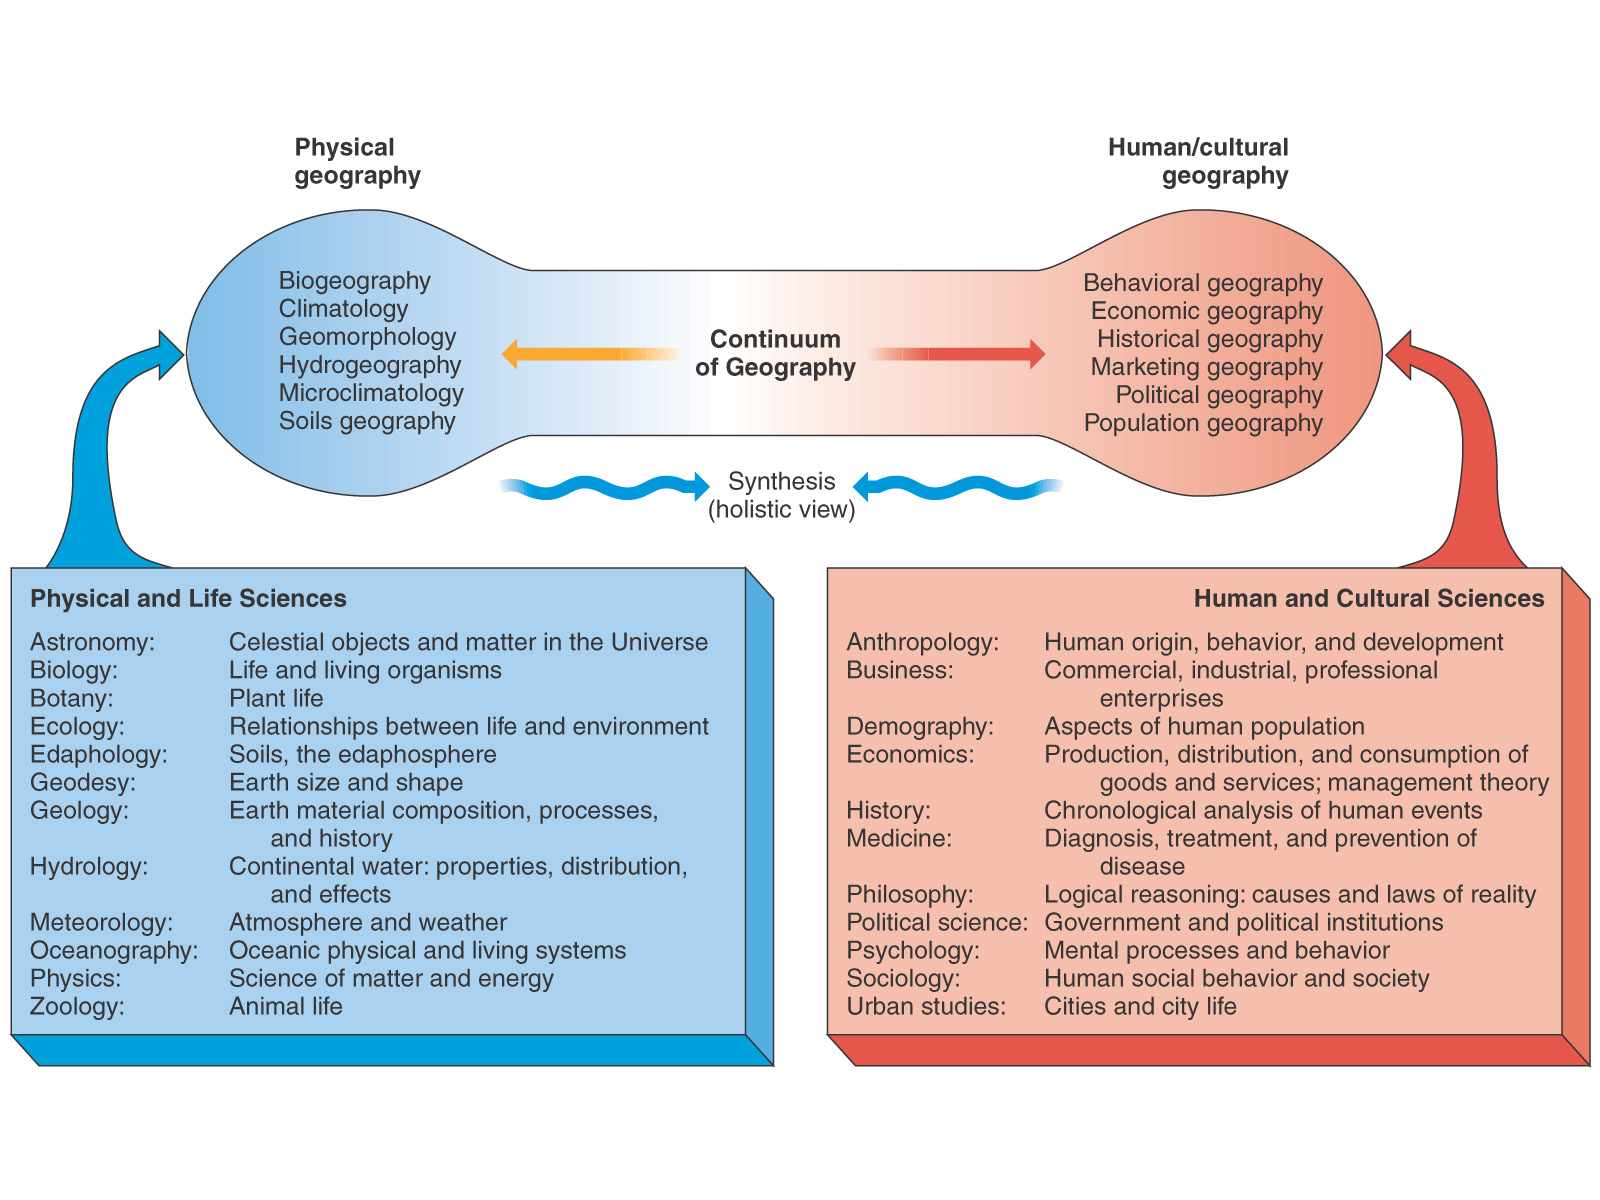 Physical
geography
Human/cultural
geography
Biogeography
Climatology
Geomorphology
Hydrogeography
Microclimatology
Soils geography
Continuum
of Geography
Behavioral geography
Economic geography
Historical geography
Marketing geography
Political geography
Population geography
Synthesis
(holistic view)
Physical and Life Sciences
Astronomy: Celestial objects and matter in the Universe
Biology: Life and living organisms
Botany: Plant life
Ecology: Relationships between life and environment
Edaphology: Soils, the edaphosphere
Geodesy: Earth size and shape
Geology: Earth material composition, processes,
and history
Hydrology: Continental water: properties, distribution,
and effects
Meteorology: Atmosphere and weather
Oceanography: Oceanic physical and living systems
Physics: Science of matter and energy
Zoology: Animal life
Human and Cultural Sciences
Anthropology: Human origin, behavior, and development
Business: Commercial, industrial, professional
enterprises
Demography: Aspects of human population
Economics: Production, distribution, and consumption of
goods and services; management theory
History: Chronological analysis of human events
Medicine: Diagnosis, treatment, and prevention of
disease
Philosophy: Logical reasoning: causes and laws of reality
Political science: Government and political institutions
Psychology: Mental processes and behavior
Sociology: Human social behavior and society
Urban studies: Cities and city life